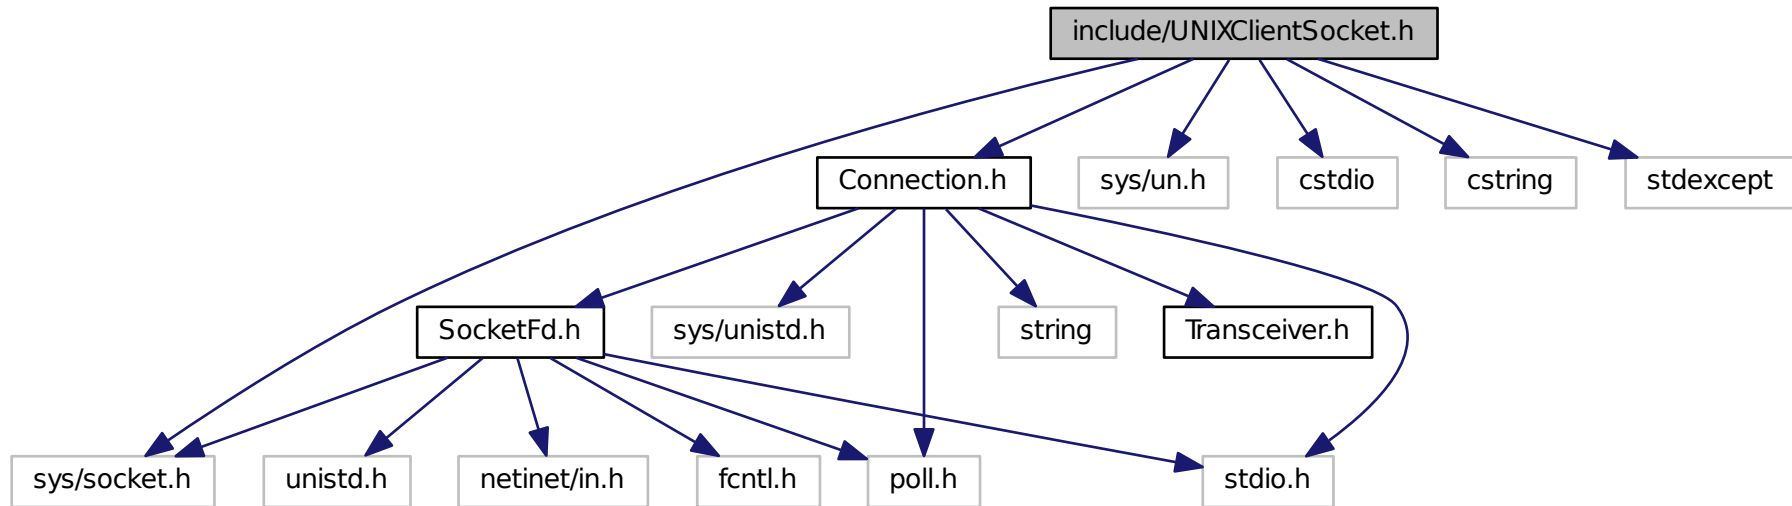 include/UNIXClientSocket.h
Connection.h
sys/un.h
cstdio
cstring
stdexcept
SocketFd.h
sys/unistd.h
string
Transceiver.h
sys/socket.h
unistd.h
netinet/in.h
fcntl.h
poll.h
stdio.h